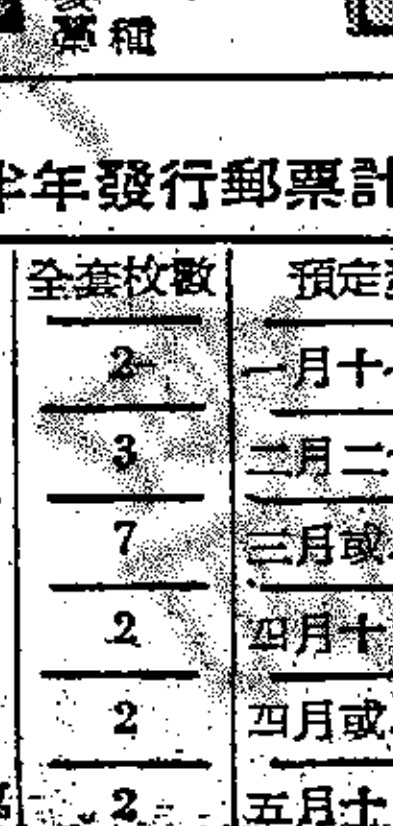 種
半年發行郵票計
全套枚數 預定
2 一月十
3 二月二
7 三月或
2 四月十
2 四月或
2 五月十